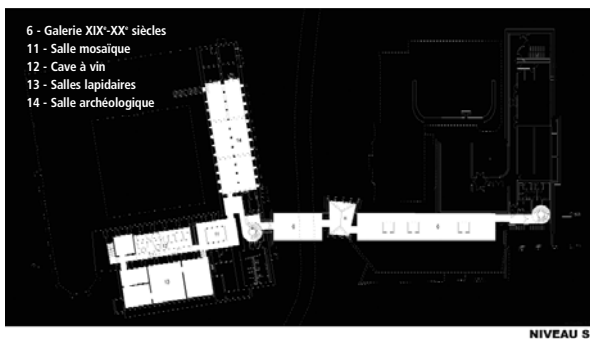 6 - Galerie XIXᵉ-XXᵉ siècles
11 - Salle mosaïque
12 - Cave à vin
13 - Salles lapidaires
14 - Salle archéologique
NIVEAU S